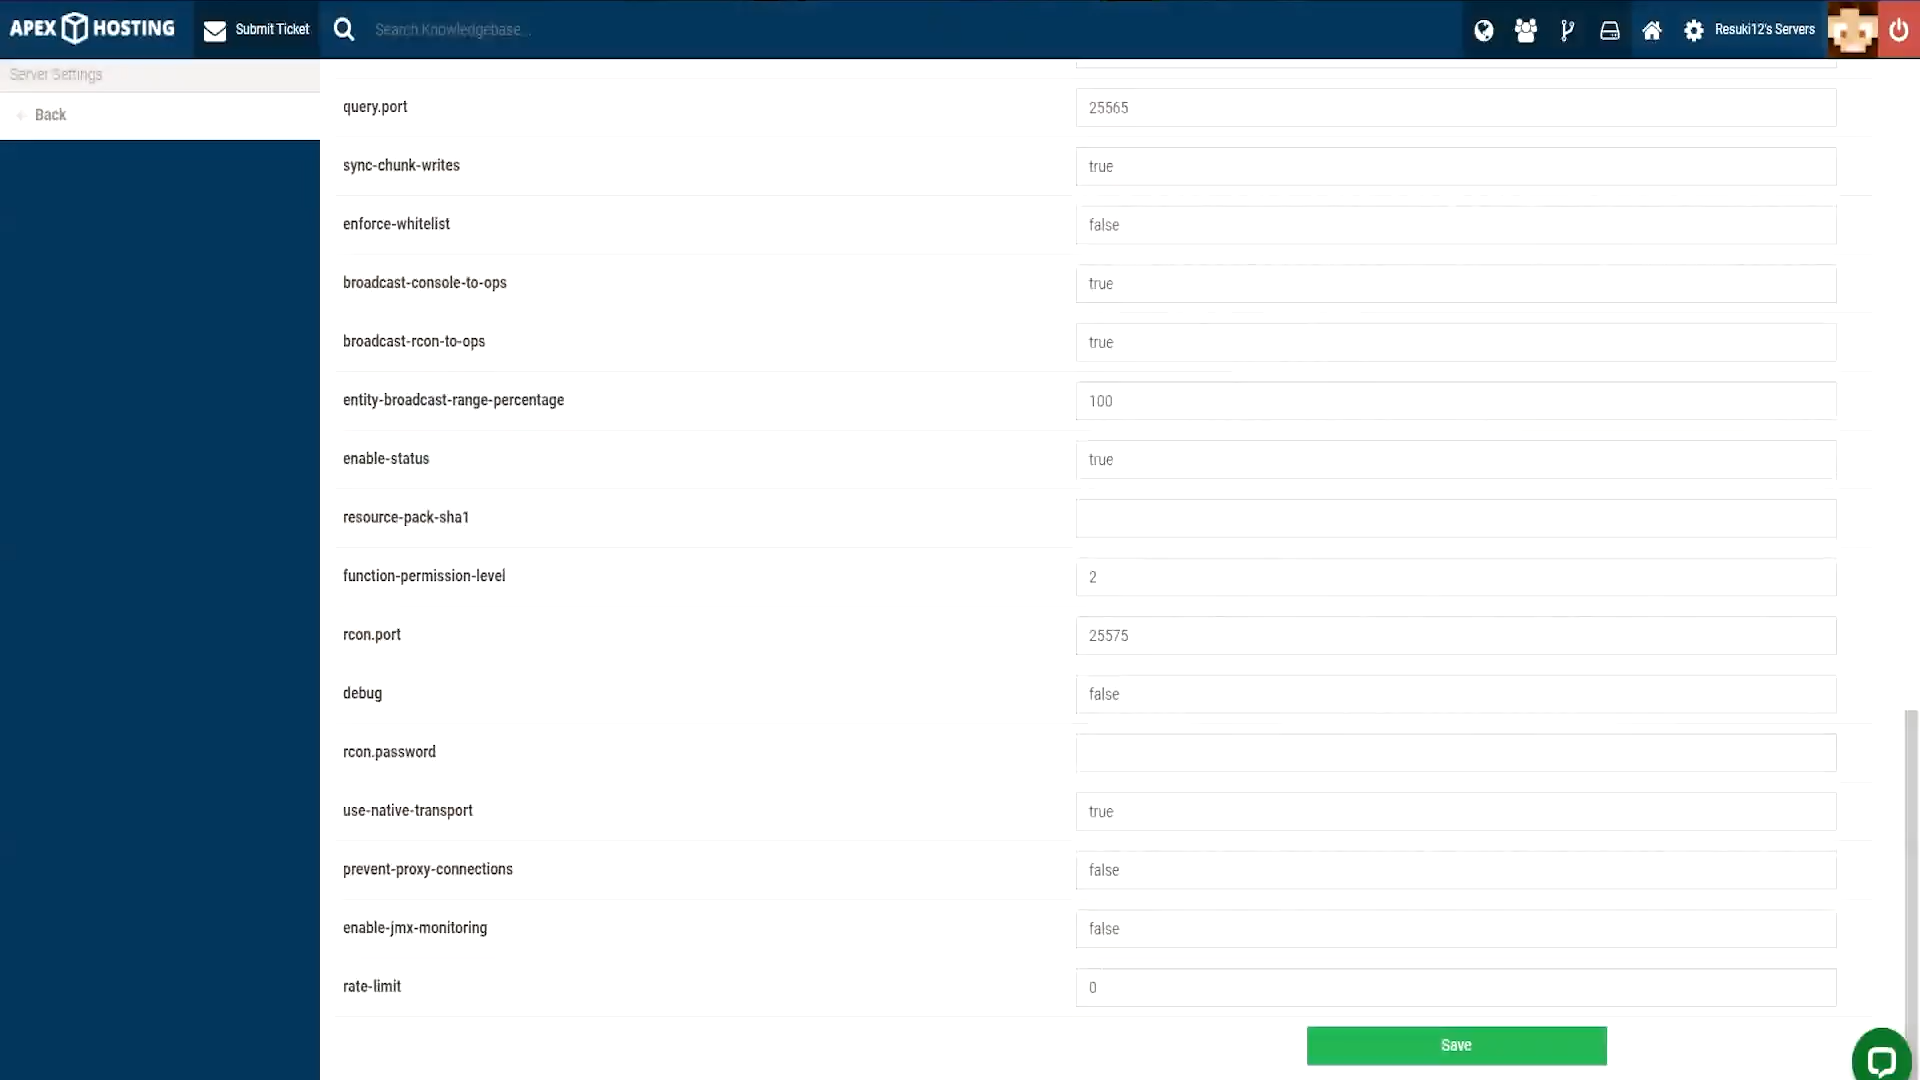 APEX HOSTING
Submit Ticket
Search Knowledgebase...
Resuki12's Servers
Server Settings
Back
query.port
25565
sync-chunk-writes
true
enforce-whitelist
false
broadcast-console-to-ops
true
broadcast-rcon-to-ops
true
entity-broadcast-range-percentage
100
enable-status
true
resource-pack-sha1
function-permission-level
2
rcon.port
25575
debug
false
rcon.password
use-native-transport
true
prevent-proxy-connections
false
enable-jmx-monitoring
false
rate-limit
0
Save